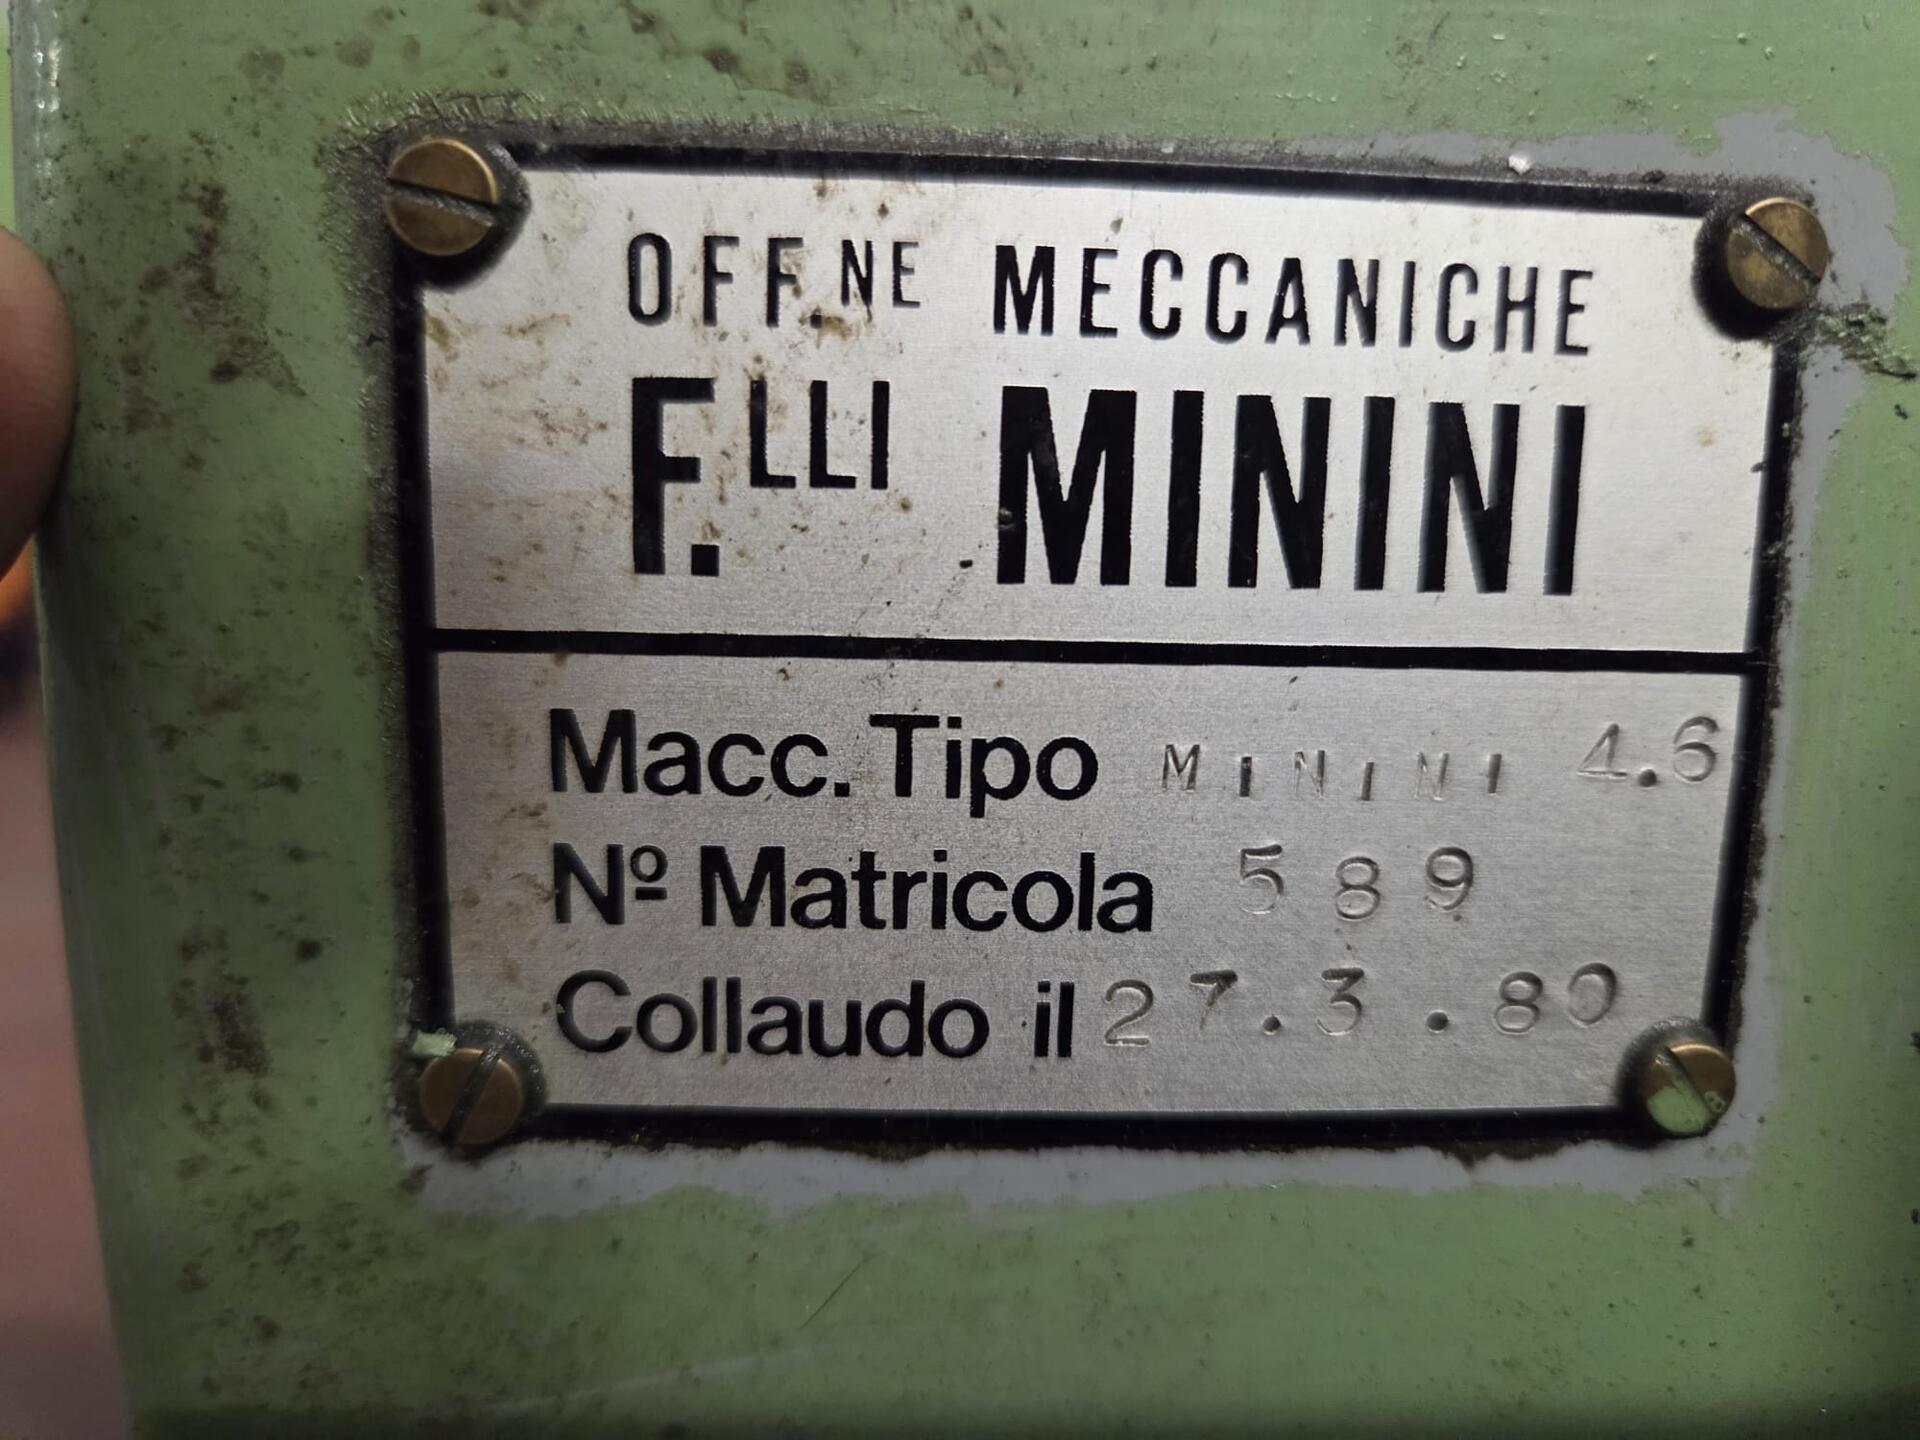 OFF.NE MECCANICHE
F.LLI MININI
Macc. Tipo MININI 4.6
Nº Matricola 589
Collaudo il 27.3.80